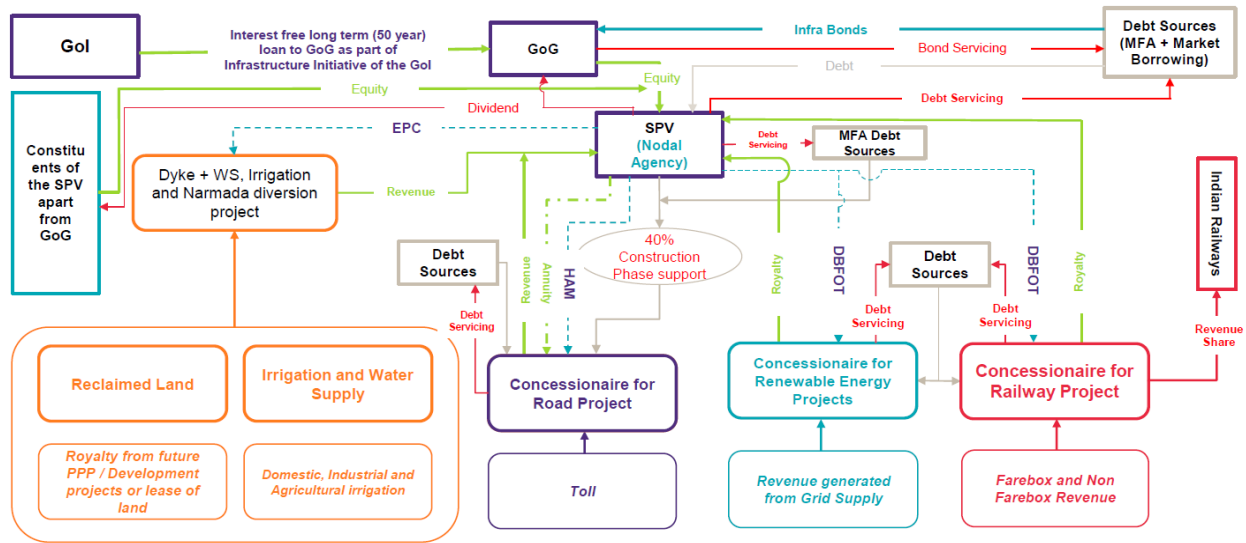 GoI
Interest free long term (50 year)
loan to GoG as part of
Infrastructure Initiative of the GoI
GoG
Infra Bonds
Bond Servicing
Debt
Debt Servicing
Debt Sources
(MFA + Market
Borrowing)
Equity
Equity
Dividend
Constitu
ents of
the SPV
apart
from
GoG
EPC
SPV
(Nodal
Agency)
Debt
Servicing
MFA Debt
Sources
Dyke + WS, Irrigation
and Narmada diversion
project
Revenue
Indian Railways
Debt
Sources
Revenue
Annuity
HAM
40%
Construction
Phase support
Royalty
DBFOT
Debt
Sources
DBFOT
Royalty
Debt
Servicing
Debt
Servicing
Debt
Servicing
Revenue
Share
Reclaimed Land
Irrigation and Water
Supply
Concessionaire for
Road Project
Concessionaire for
Renewable Energy
Projects
Concessionaire for
Railway Project
Royalty from future
PPP / Development
projects or lease of
land
Domestic, Industrial and
Agricultural irrigation
Toll
Revenue generated
from Grid Supply
Farebox and Non
Farebox Revenue